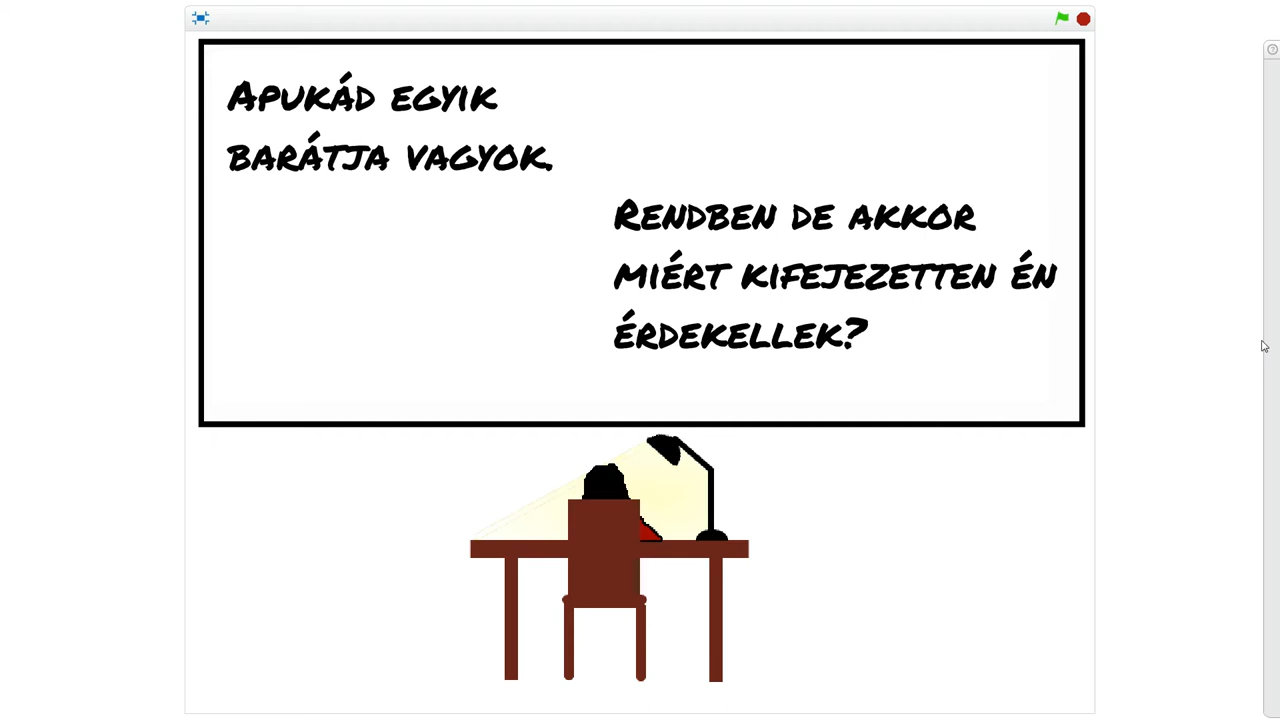 Apukád egyik
barátja vagyok.
Rendben de akkor
miért kifejezetten én
érdekellek?